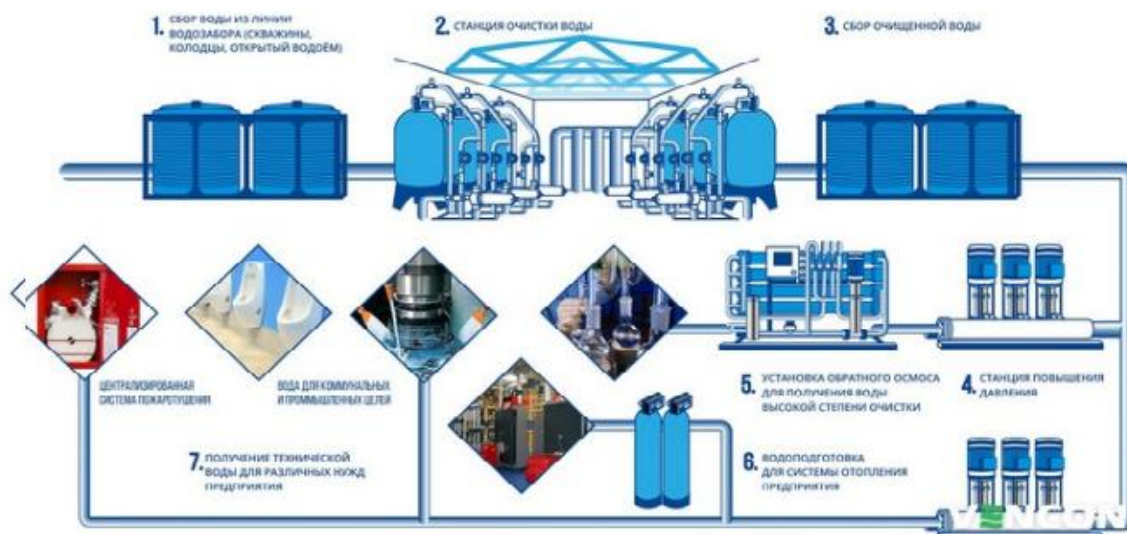 1. СБОР ВОДЫ ИЗ ЛИНИИ
ВОДОЗАБОРА (СКВАЖИНЫ,
КОЛОДЦЫ, ОТКРЫТЫЙ ВОДОЁМ)
2. СТАНЦИЯ ОЧИСТКИ ВОДЫ
3. СБОР ОЧИЩЕННОЙ ВОДЫ
4. СТАНЦИЯ ПОВЫШЕНИЯ
ДАВЛЕНИЯ
5. УСТАНОВКА ОБРАТНОГО ОСМОСА
ДЛЯ ПОЛУЧЕНИЯ ВОДЫ
ВЫСОКОЙ СТЕПЕНИ ОЧИСТКИ
6. ВОДОПОДГОТОВКА
ДЛЯ СИСТЕМЫ ОТОПЛЕНИЯ
ПРЕДПРИЯТИЯ
ЦЕНТРАЛИЗИРОВАННАЯ
СИСТЕМА ПОЖАРОТУШЕНИЯ
ВОДА ДЛЯ КОММУНАЛЬНЫХ
И ПРОММЫШЛЕННЫХ ЦЕЛЕЙ
7. ПОЛУЧЕНИЕ ТЕХНИЧЕСКОЙ
ВОДЫ ДЛЯ РАЗЛИЧНЫХ НУЖД
ПРЕДПРИЯТИЯ
VENCON